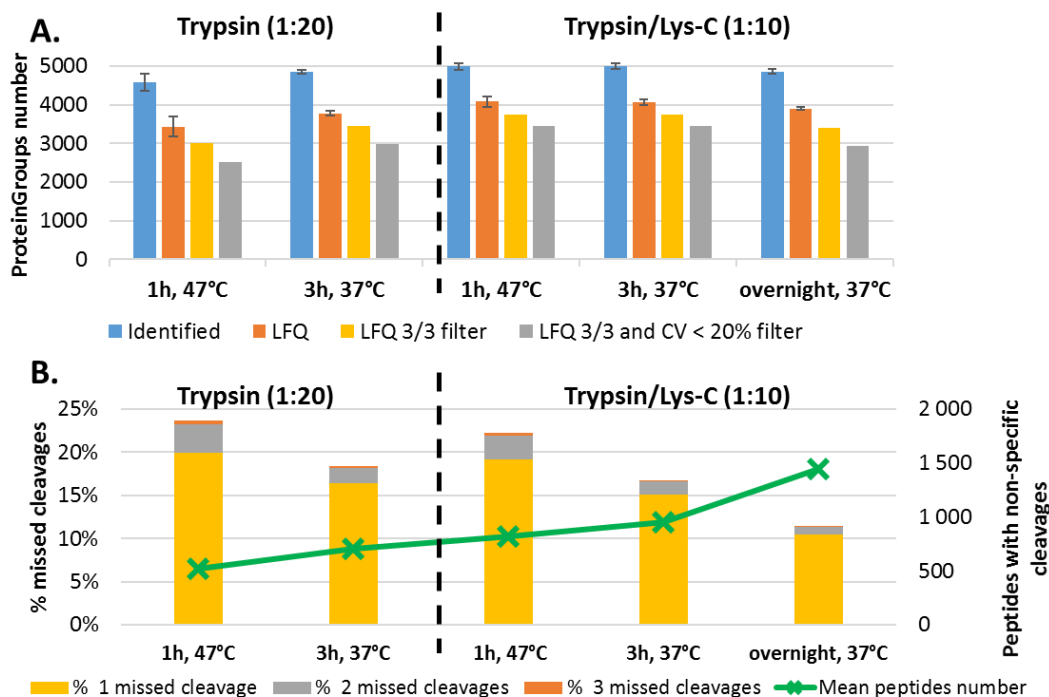 A.
Trypsin (1:20)
Trypsin/Lys-C (1:10)
ProteinGroups number
5000
4000
3000
2000
1000
0
1h, 47°C
3h, 37°C
1h, 47°C
3h, 37°C
overnight, 37°C
Identified
LFQ
LFQ 3/3 filter
LFQ 3/3 and CV < 20% filter
B.
Trypsin (1:20)
Trypsin/Lys-C (1:10)
% missed cleavages
25%
20%
15%
10%
5%
0%
2 000
1 500
1 000
500
0
Peptides with non-specific
cleavages
1h, 47°C
3h, 37°C
1h, 47°C
3h, 37°C
overnight, 37°C
% 1 missed cleavage
% 2 missed cleavages
% 3 missed cleavages
Mean peptides number